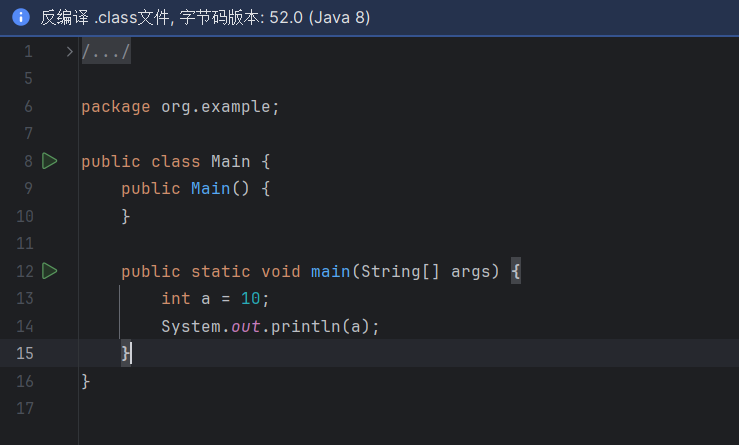 反编译 .class文件, 字节码版本: 52.0 (Java 8)
1 /.../
5
6 package org.example;
7
8 public class Main {
9     public Main() {
10     }
11
12     public static void main(String[] args) {
13         int a = 10;
14         System.out.println(a);
15     }
16 }
17